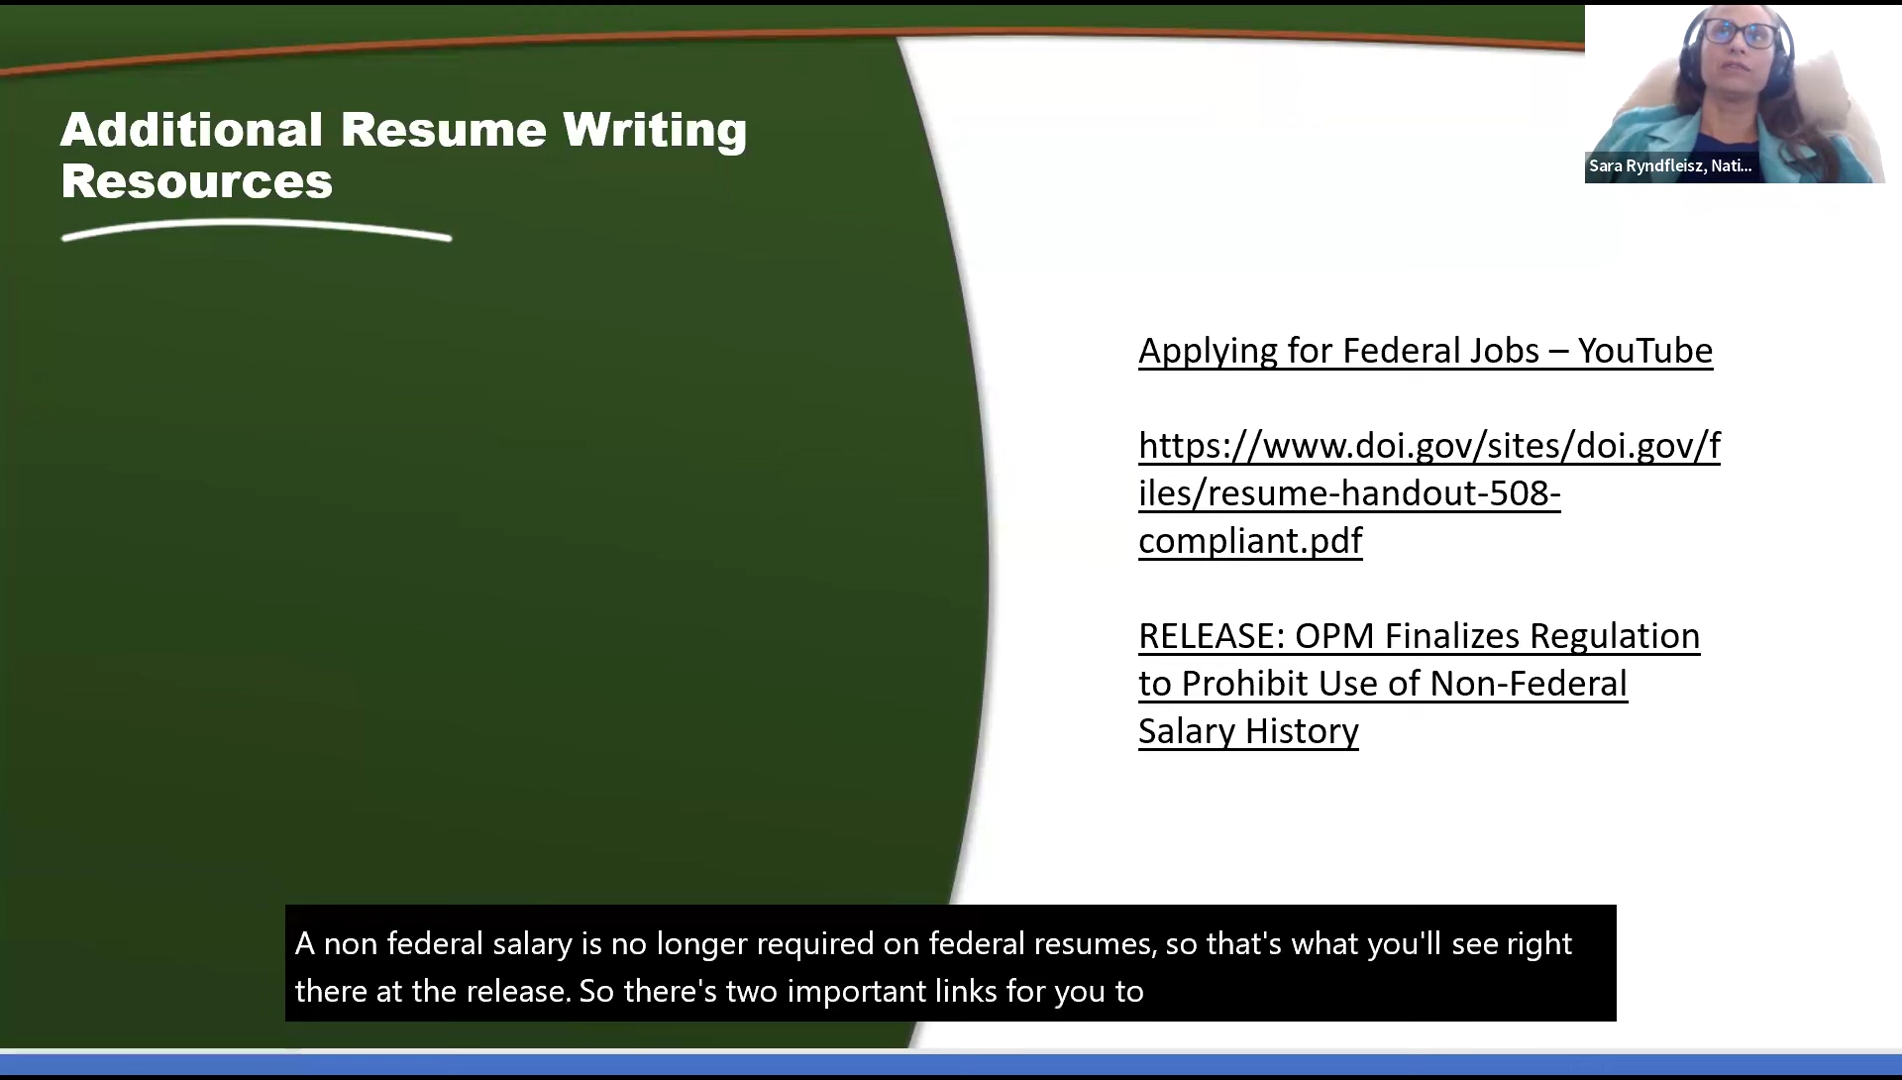 Additional Resume Writing
Resources
Sara Ryndfleisz, Nati...
Applying for Federal Jobs – YouTube
https://www.doi.gov/sites/doi.gov/f
iles/resume-handout-508-
compliant.pdf
RELEASE: OPM Finalizes Regulation
to Prohibit Use of Non-Federal
Salary History
A non federal salary is no longer required on federal resumes, so that's what you'll see right
there at the release. So there's two important links for you to